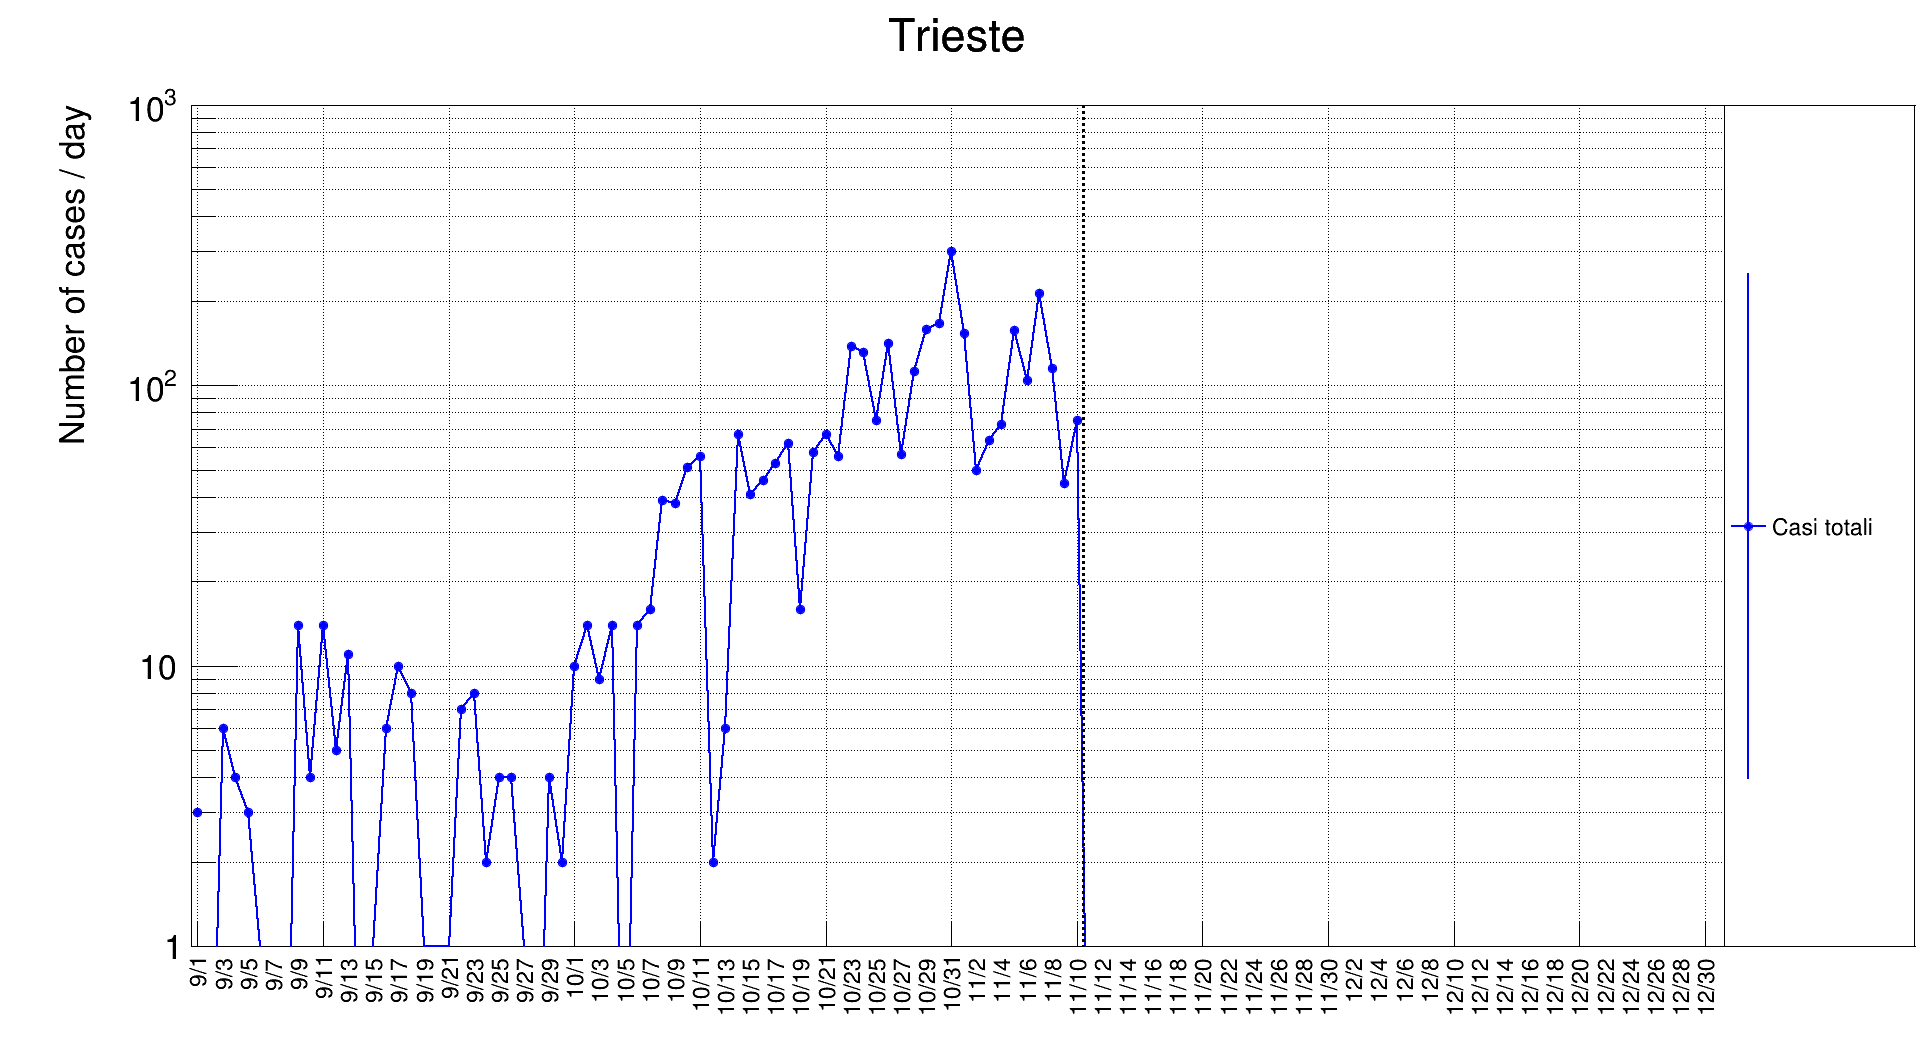 Trieste
Number of cases / day
10³
10²
10
1
9/1 9/3 9/5 9/7 9/9 9/11 9/13 9/15 9/17 9/19 9/21 9/23 9/25 9/27 9/29 10/1 10/3 10/5 10/7 10/9 10/11 10/13 10/15 10/17 10/19 10/21 10/23 10/25 10/27 10/29 10/31 11/2 11/4 11/6 11/8 11/10 11/12 11/14 11/16 11/18 11/20 11/22 11/24 11/26 11/28 11/30 12/2 12/4 12/6 12/8 12/10 12/12 12/14 12/16 12/18 12/20 12/22 12/24 12/26 12/28 12/30
Casi totali